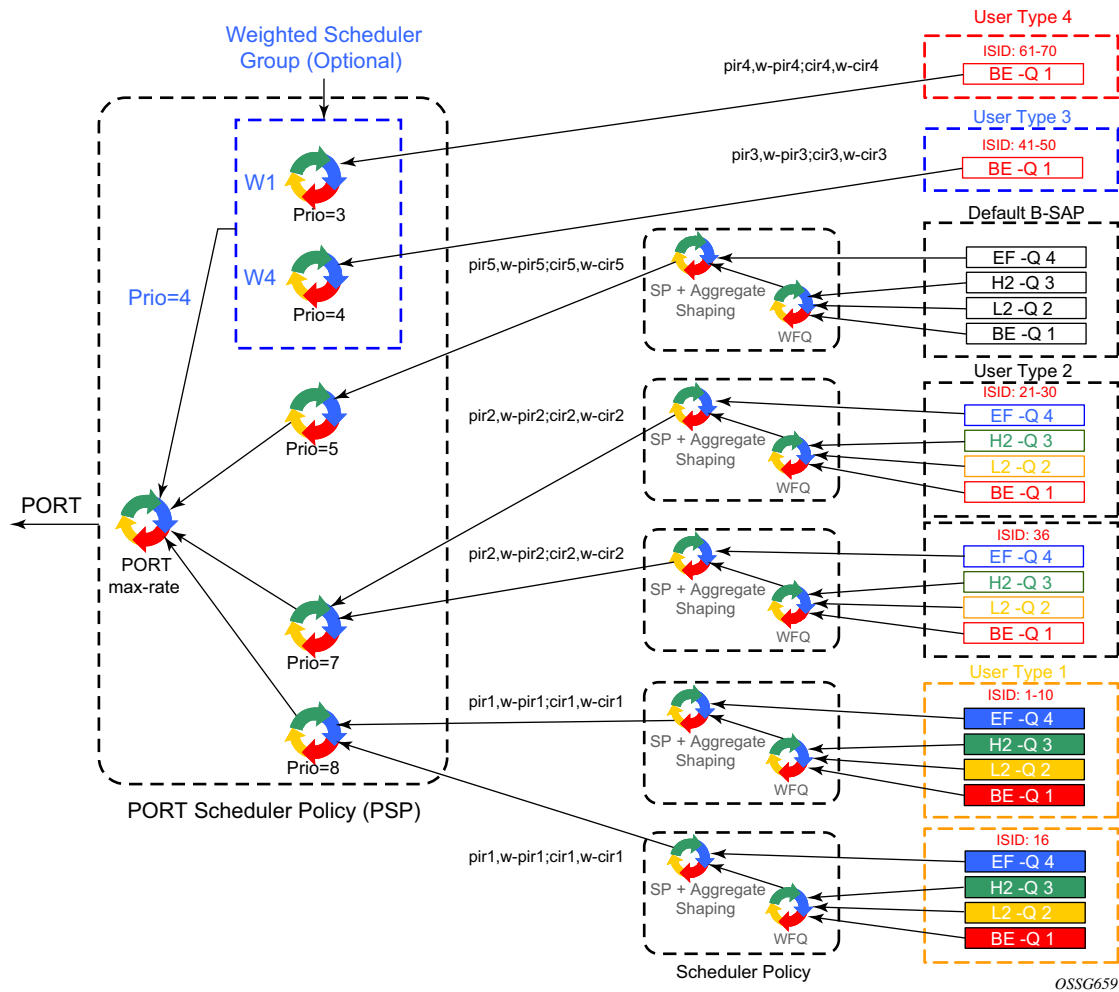 User Type 4
Weighted Scheduler
Group (Optional)
ISID: 61-70
BE -Q 1
pir4,w-pir4;cir4,w-cir4
User Type 3
ISID: 41-50
BE -Q 1
pir3,w-pir3;cir3,w-cir3
W1
Prio=3
W4
Prio=4
Prio=4
Default B-SAP
EF -Q 4
H2 -Q 3
L2 -Q 2
BE -Q 1
pir5,w-pir5;cir5,w-cir5
SP + Aggregate
Shaping
WFQ
Prio=5
User Type 2
ISID: 21-30
EF -Q 4
H2 -Q 3
L2 -Q 2
BE -Q 1
pir2,w-pir2;cir2,w-cir2
SP + Aggregate
Shaping
WFQ
PORT
PORT
max-rate
ISID: 36
EF -Q 4
H2 -Q 3
L2 -Q 2
BE -Q 1
pir2,w-pir2;cir2,w-cir2
SP + Aggregate
Shaping
WFQ
Prio=7
User Type 1
ISID: 1-10
EF -Q 4
H2 -Q 3
L2 -Q 2
BE -Q 1
pir1,w-pir1;cir1,w-cir1
SP + Aggregate
Shaping
WFQ
Prio=8
PORT Scheduler Policy (PSP)
ISID: 16
EF -Q 4
H2 -Q 3
L2 -Q 2
BE -Q 1
pir1,w-pir1;cir1,w-cir1
SP + Aggregate
Shaping
WFQ
Scheduler Policy
OSSG659